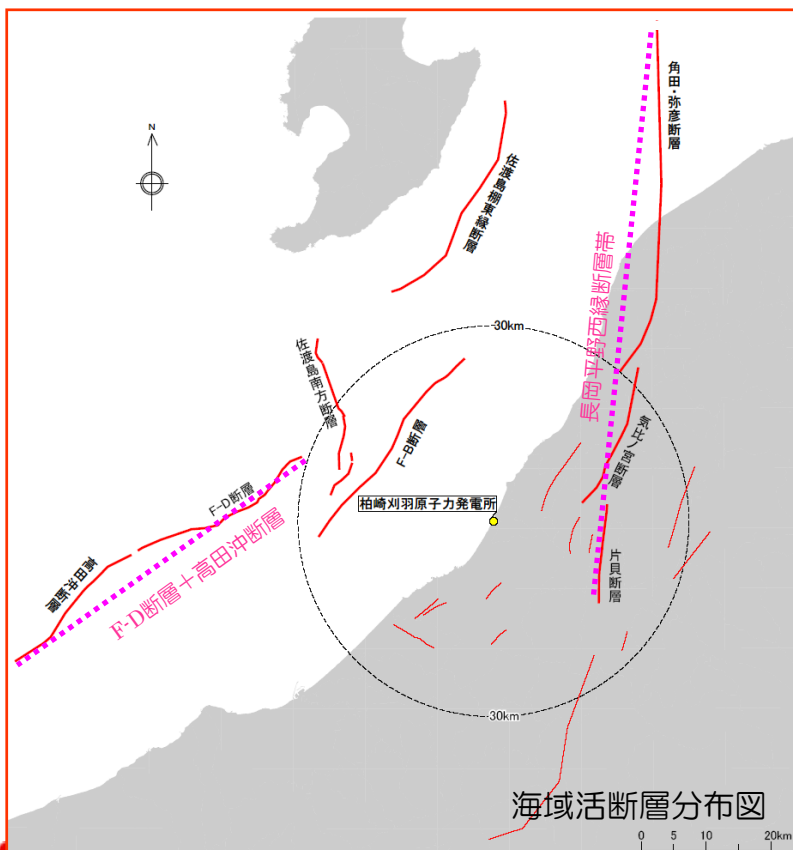 N
角田・弥彦断層
佐渡島棚東縁断層
長岡平野西縁断層帯
30km
佐渡島南方断層
F-B断層
気比ノ宮断層
F-D断層
柏崎刈羽原子力発電所
高田沖断層
F-D断層+高田沖断層
片貝断層
30km
海域活断層分布図
0 5 10 20km